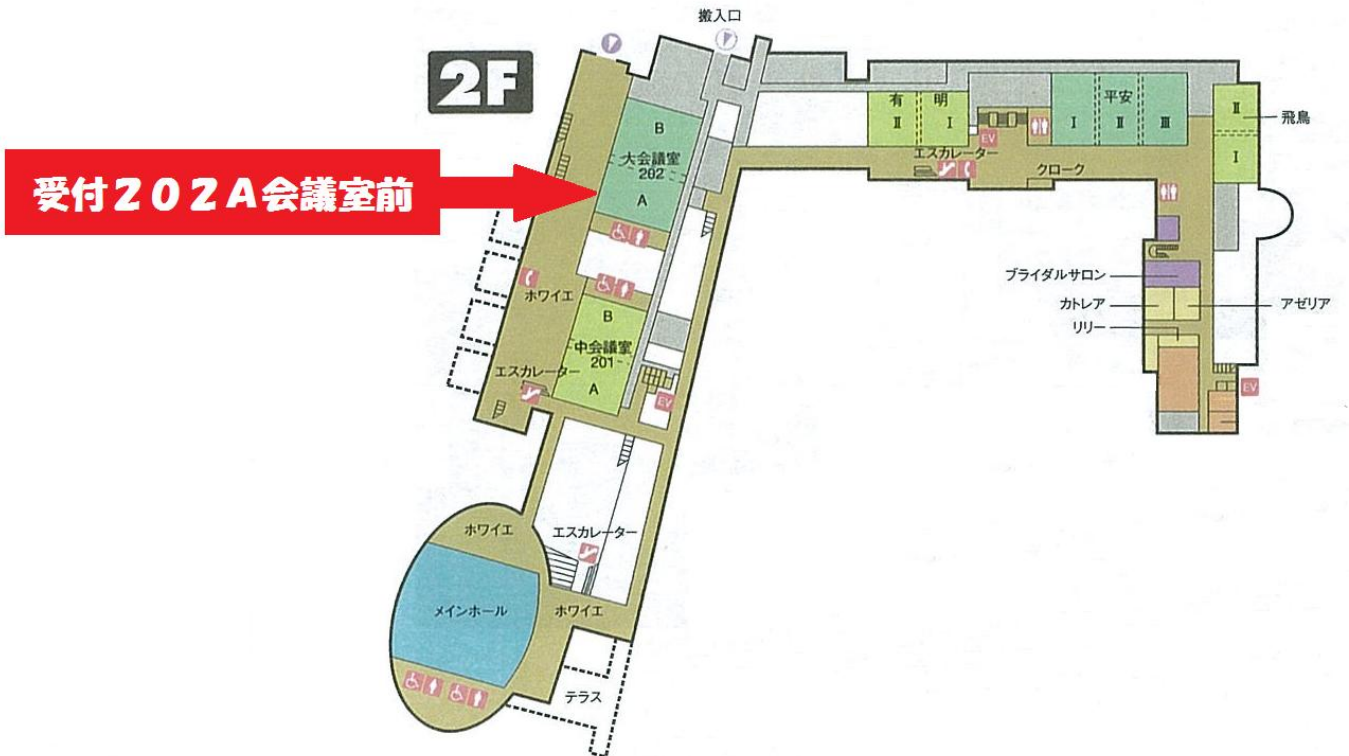 搬入口
2F
受付202A会議室前
B
大会議室
202
A
ホワイエ
B
中会議室
201
A
エスカレーター
EV
ホワイエ
エスカレーター
メインホール
ホワイエ
テラス
有 明
II I
EV
エスカレーター
クローク
平安
I II III
II
I
飛鳥
ブライダルサロン
カトレア
アゼリア
リリー
EV